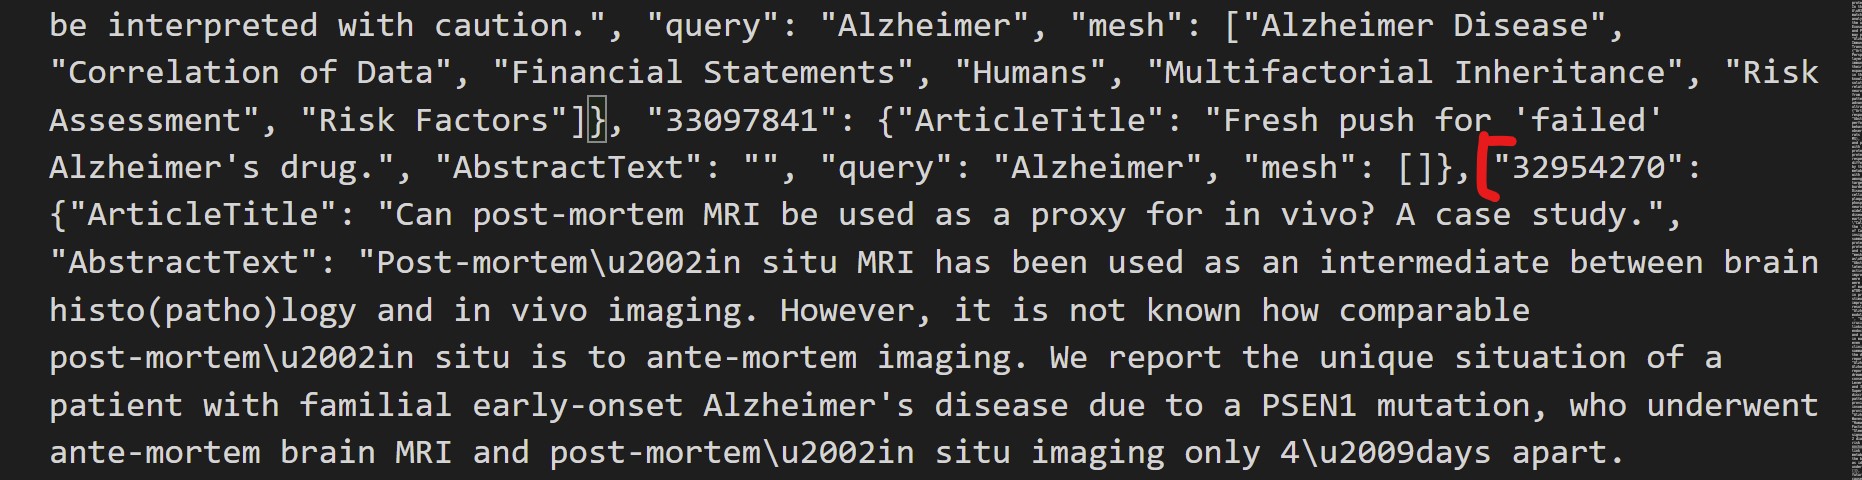 be interpreted with caution.", "query": "Alzheimer", "mesh": ["Alzheimer Disease",
"Correlation of Data", "Financial Statements", "Humans", "Multifactorial Inheritance", "Risk
Assessment", "Risk Factors"]}, "33097841": {"ArticleTitle": "Fresh push for 'failed'
Alzheimer's drug.", "AbstractText": "", "query": "Alzheimer", "mesh": []}, "32954270":
{"ArticleTitle": "Can post-mortem MRI be used as a proxy for in vivo? A case study.",
"AbstractText": "Post-mortem\u2002in situ MRI has been used as an intermediate between brain
histo(patho)logy and in vivo imaging. However, it is not known how comparable
post-mortem\u2002in situ is to ante-mortem imaging. We report the unique situation of a
patient with familial early-onset Alzheimer's disease due to a PSEN1 mutation, who underwent
ante-mortem brain MRI and post-mortem\u2002in situ imaging only 4\u2009days apart.